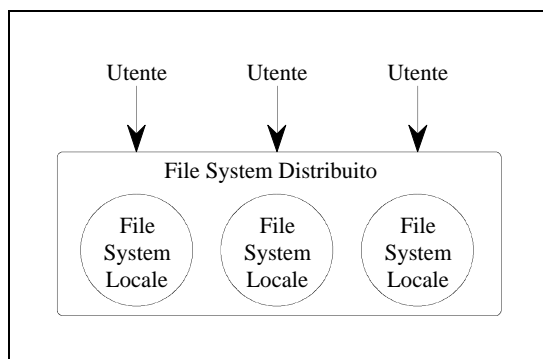 Utente Utente Utente
File System Distribuito
File File File
System System System
Locale Locale Locale